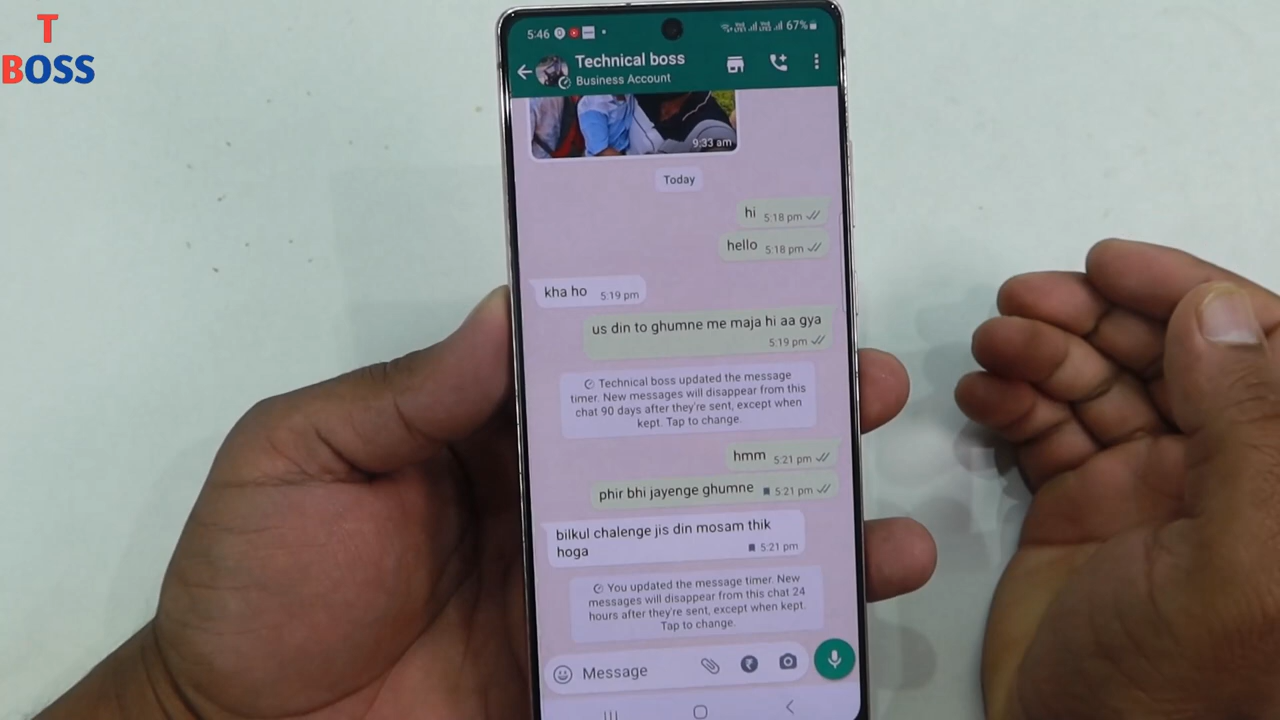 T
BOSS
5:46 67%
Technical boss
Business Account
9:33 am
Today
hi 5:18 pm
hello 5:18 pm
kha ho 5:19 pm
us din to ghumne me maja hi aa gya
5:19 pm
Technical boss updated the message
timer. New messages will disappear from this
chat 90 days after they're sent, except when
kept. Tap to change.
hmm 5:21 pm
phir bhi jayenge ghumne 5:21 pm
bilkul chalenge jis din mosam thik
hoga 5:21 pm
You updated the message timer. New
messages will disappear from this chat 24
hours after they're sent, except when kept.
Tap to change.
Message